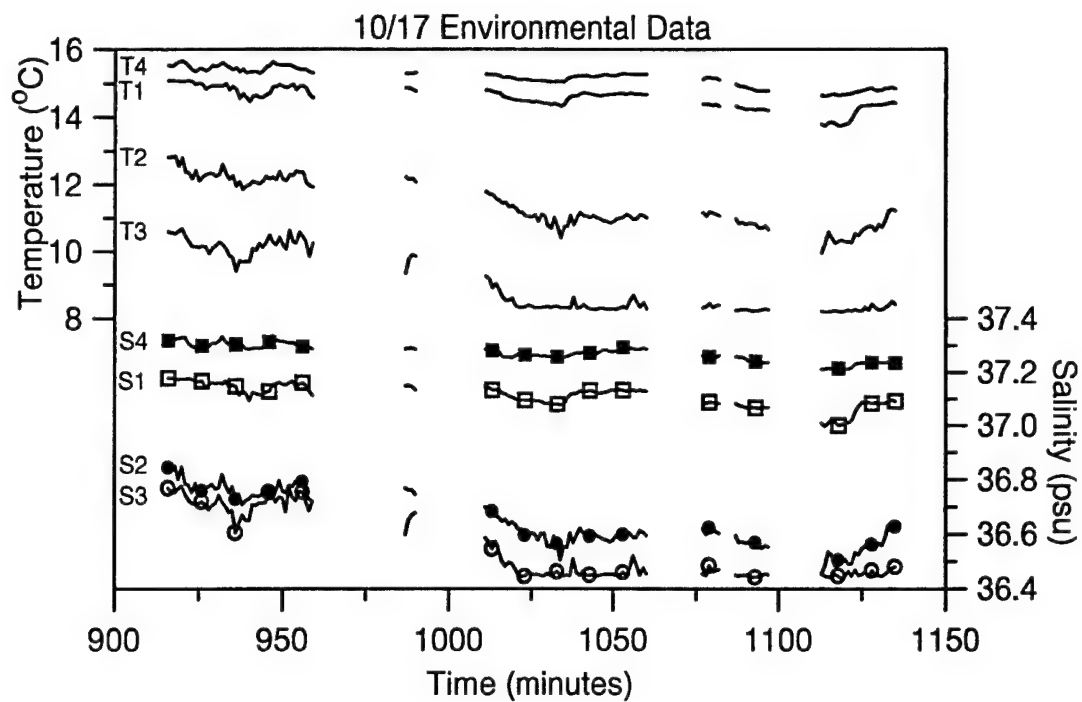 10/17 Environmental Data
Temperature (°C)
16
14
12
10
8
T4
T1
T2
T3
S4
S1
S2
S3
37.4
37.2
37.0
36.8
36.6
36.4
Salinity (psu)
900
950
1000
1050
1100
1150
Time (minutes)